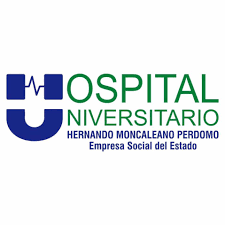 HOSPITAL
UNIVERSITARIO
HERNANDO MONCALEANO PERDOMO
Empresa Social del Estado